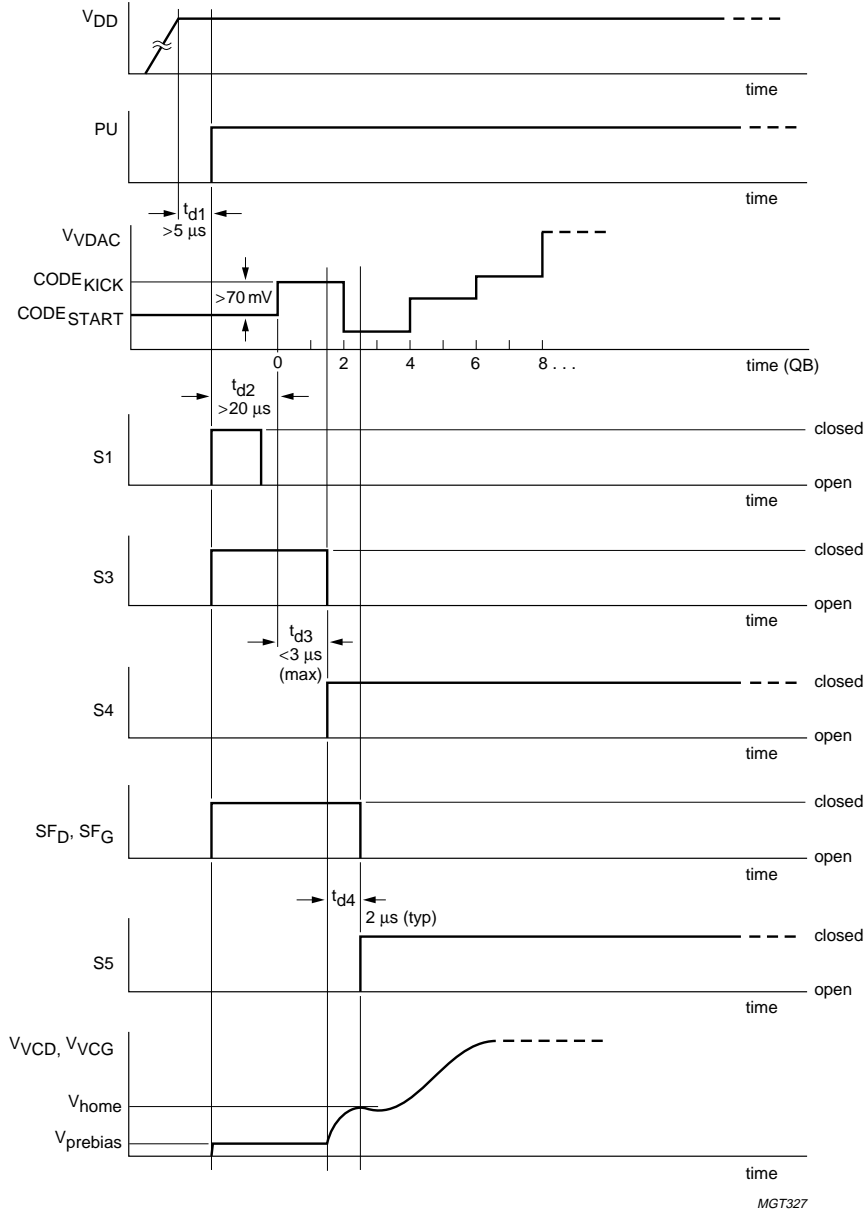 VDD
time
PU
time
td1
>5 μs
VVDAC
CODEKICK
>70 mV
CODESTART
0 2 4 6 8 . . . time (QB)
td2
>20 μs
closed
S1
open
time
closed
S3
open
time
td3
<3 μs
(max)
closed
S4
open
time
closed
SFD, SFG
open
time
td4
2 μs (typ)
closed
S5
open
time
VVCD, VVCG
Vhome
Vprebias
time
MGT327